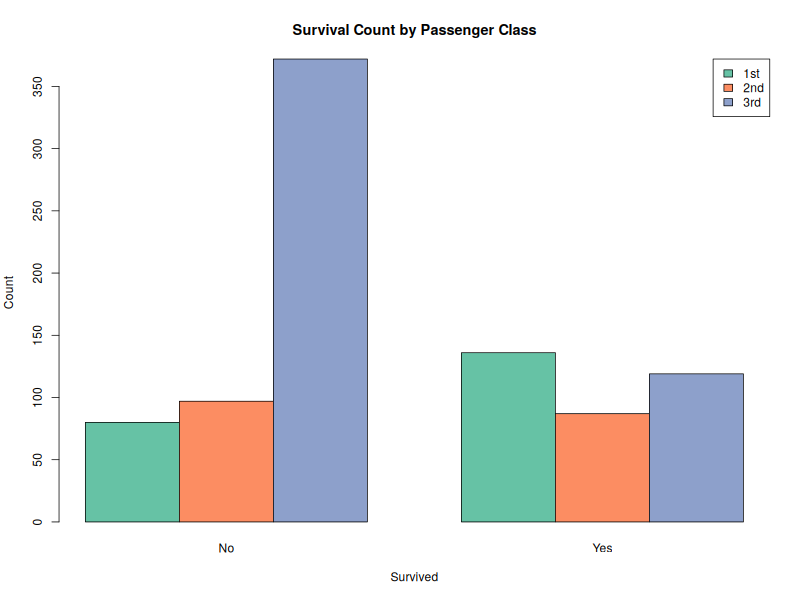 Survival Count by Passenger Class
1st
2nd
3rd
350
300
250
200
150
100
50
0
Count
No
Yes
Survived